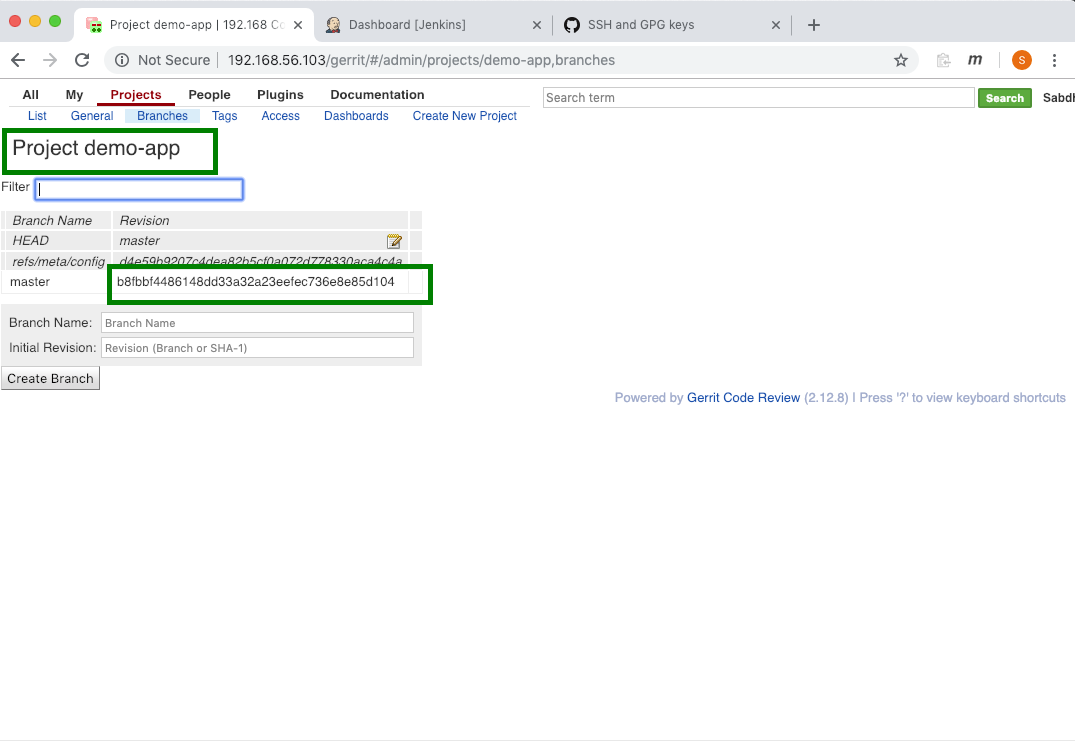 Project demo-app | 192.168 Co
Dashboard [Jenkins]
SSH and GPG keys
Not Secure | 192.168.56.103/gerrit/#/admin/projects/demo-app,branches
m
S
All My Projects People Plugins Documentation
Search term
Search
Sabdh
List General Branches Tags Access Dashboards Create New Project
Project demo-app
Filter
Branch Name Revision
HEAD master
refs/meta/config d4e59b9207c4dea82b5cf0a072d778330aca4c4a
master b8fbbf4486148dd33a32a23eefec736e8e85d104
Branch Name: Branch Name
Initial Revision: Revision (Branch or SHA-1)
Create Branch
Powered by Gerrit Code Review (2.12.8) | Press '?' to view keyboard shortcuts